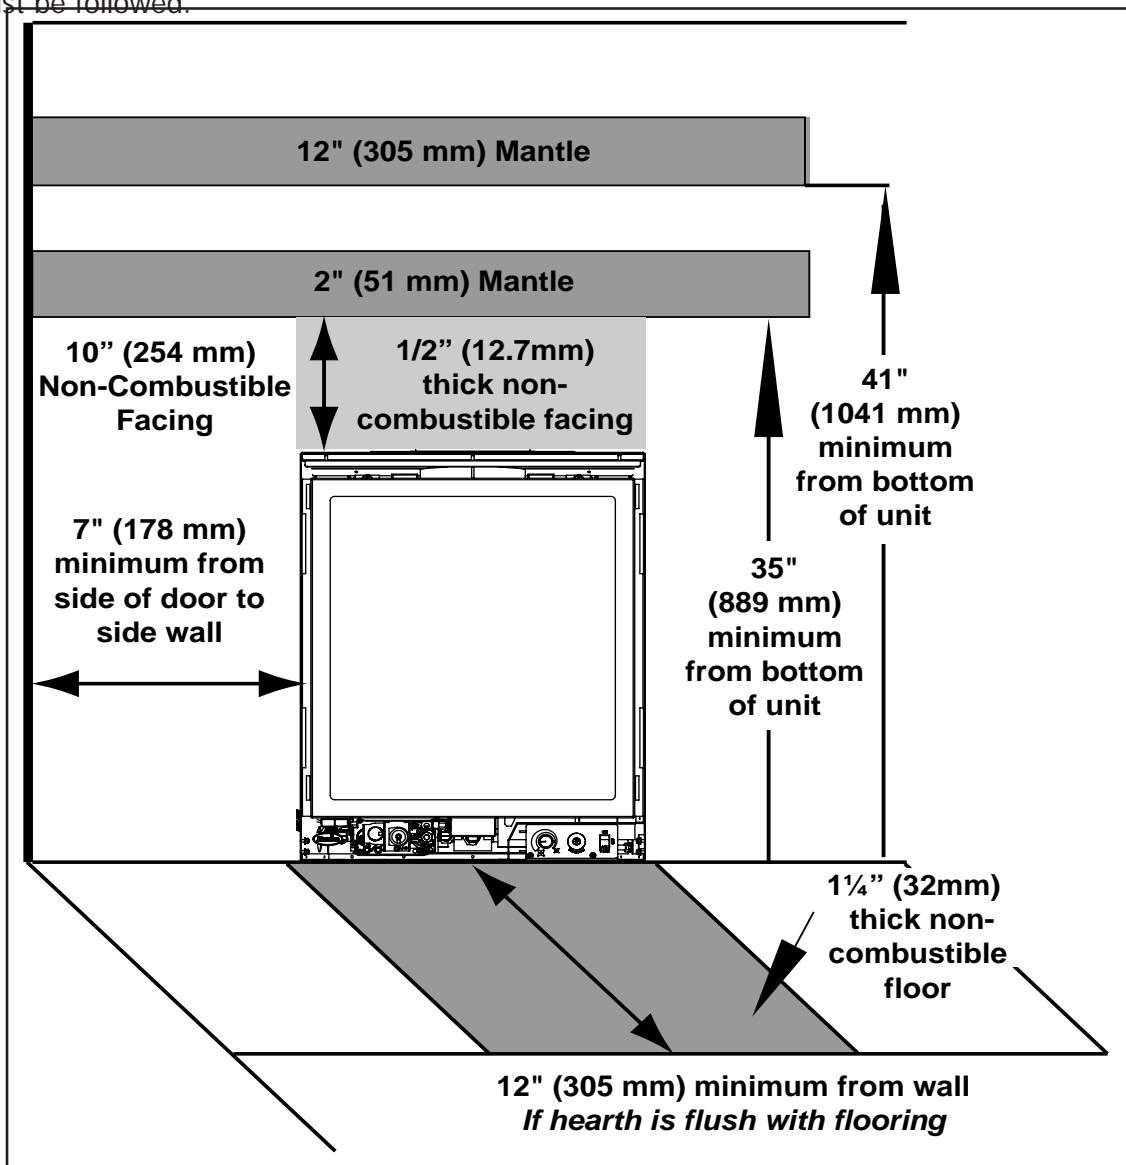 must be followed.
12" (305 mm) Mantle
2" (51 mm) Mantle
10” (254 mm)
Non-Combustible
Facing
1/2” (12.7mm)
thick non-
combustible facing
41"
(1041 mm)
minimum
from bottom
of unit
7" (178 mm)
minimum from
side of door to
side wall
35"
(889 mm)
minimum
from bottom
of unit
1¼” (32mm)
thick non-
combustible
floor
12" (305 mm) minimum from wall
If hearth is flush with flooring